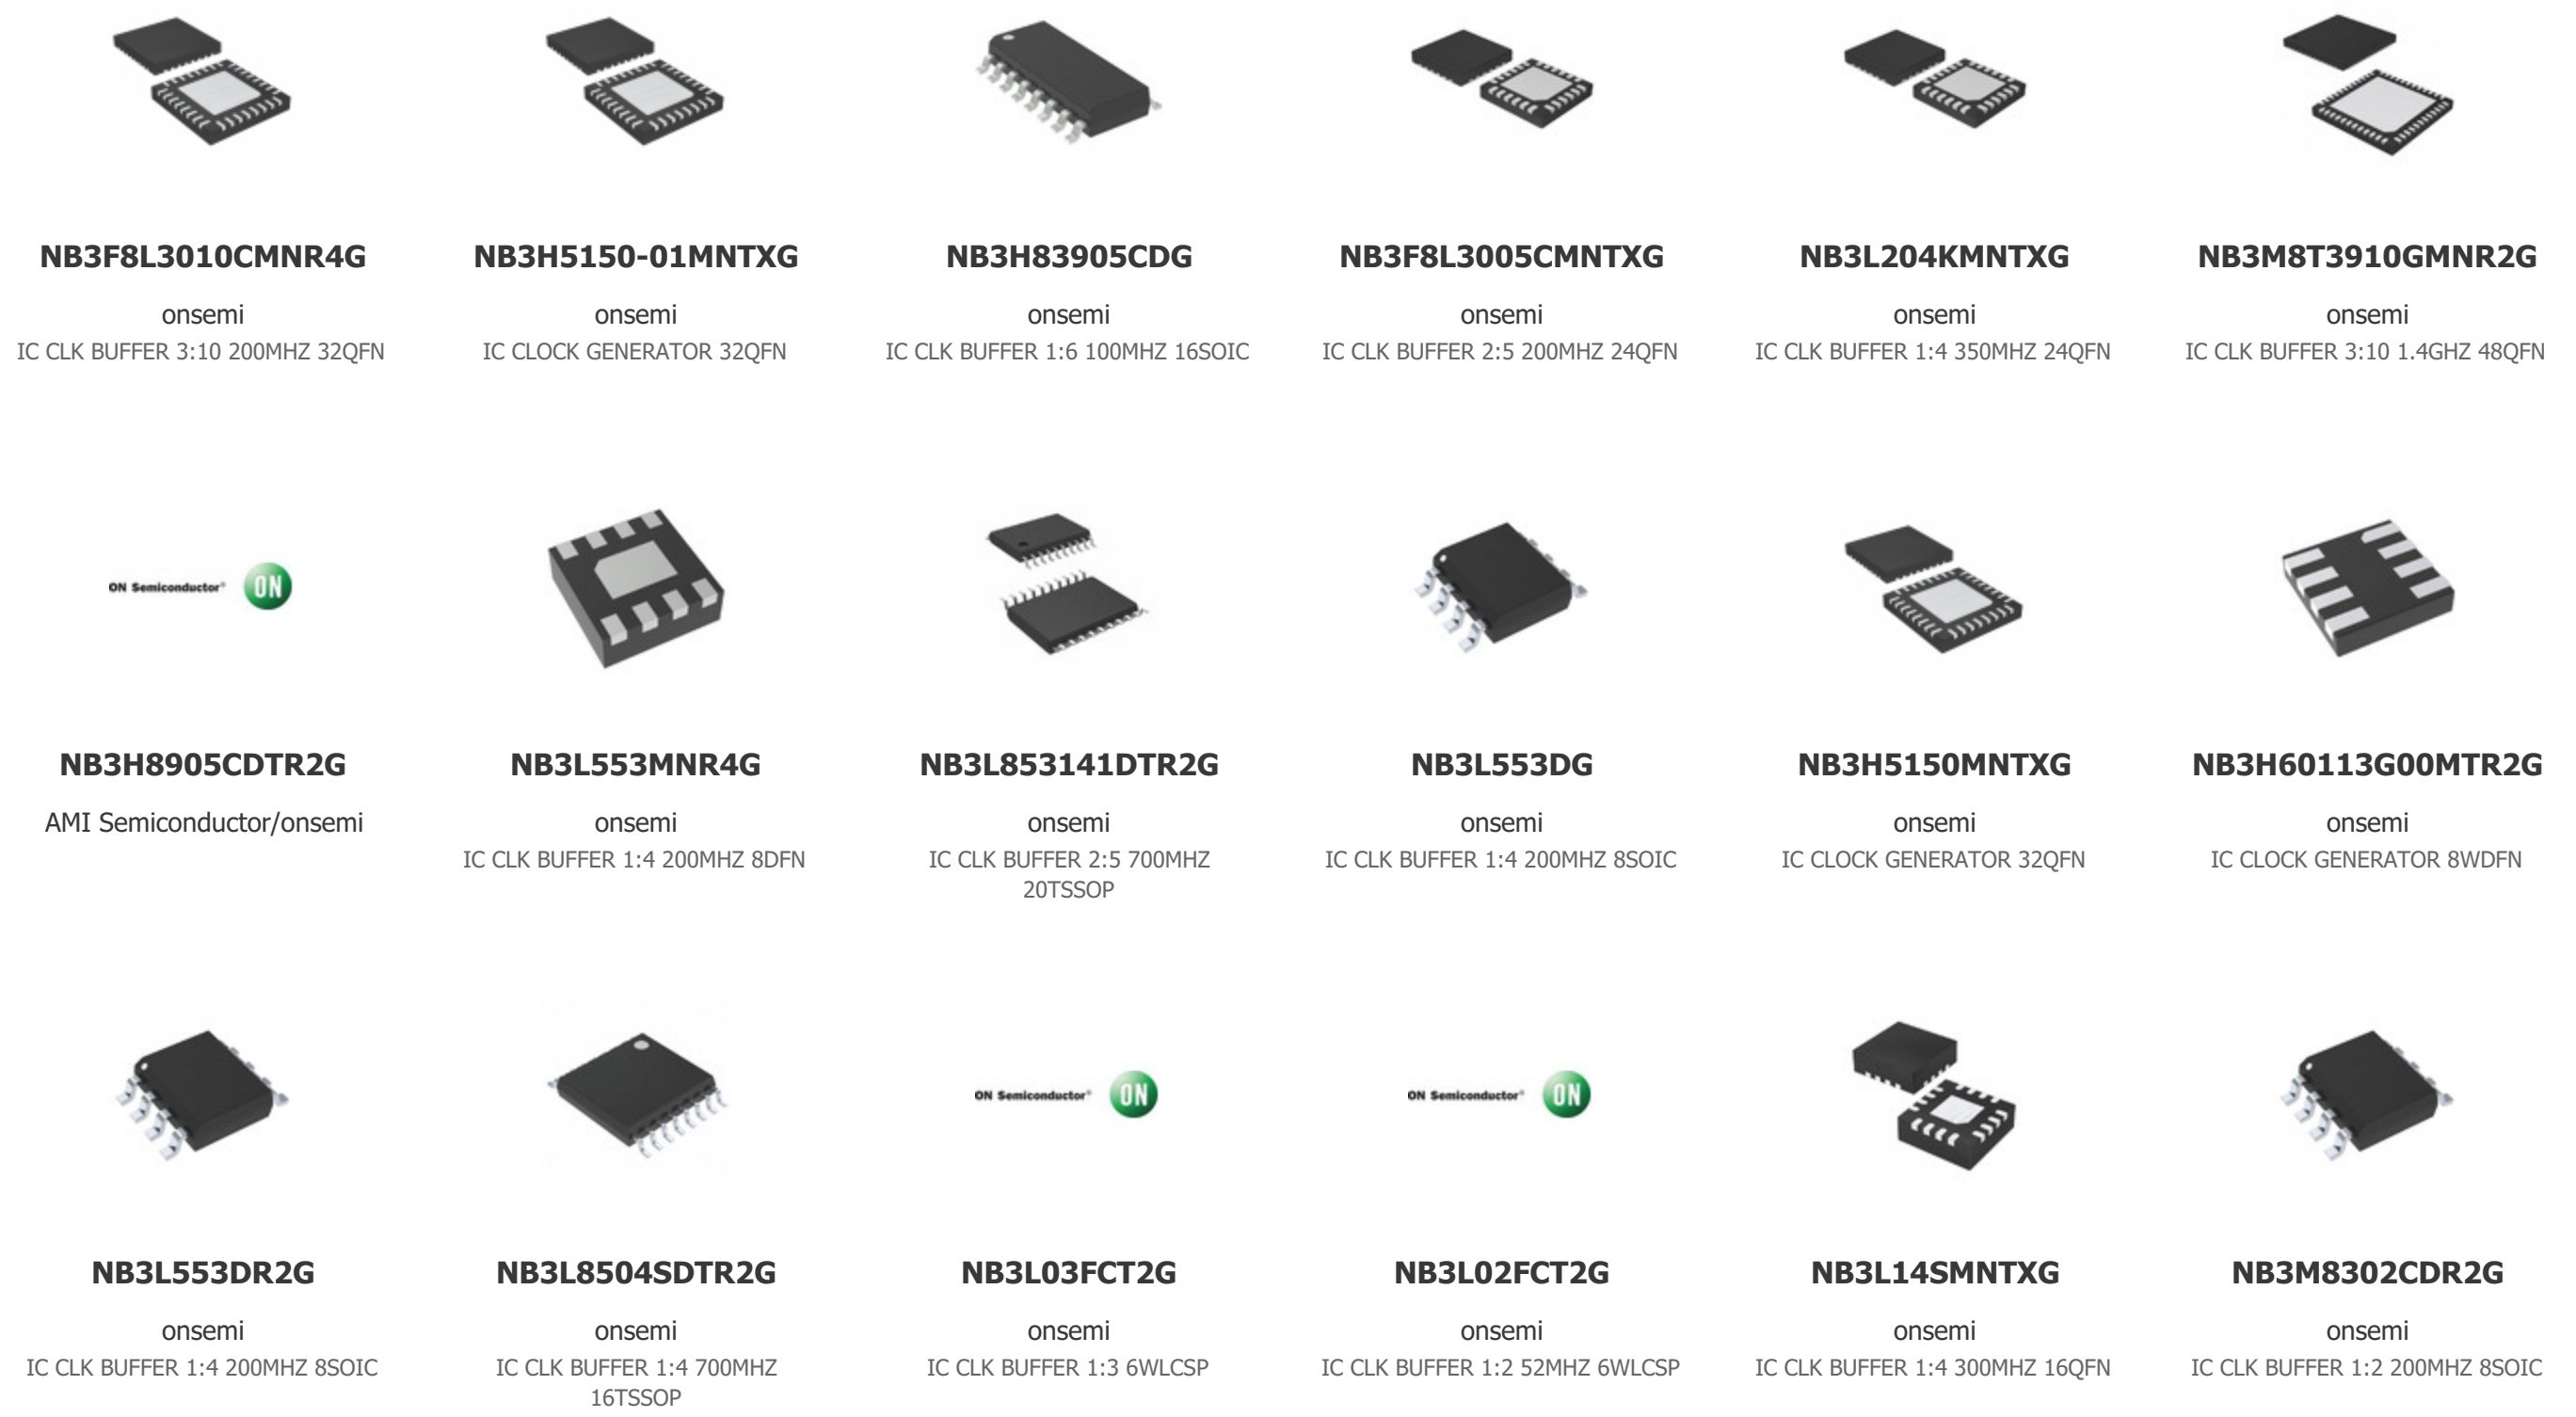 NB3F8L3010CMNR4G
onsemi
IC CLK BUFFER 3:10 200MHZ 32QFN
NB3H5150-01MNTXG
onsemi
IC CLOCK GENERATOR 32QFN
NB3H83905CDG
onsemi
IC CLK BUFFER 1:6 100MHZ 16SOIC
NB3F8L3005CMNTXG
onsemi
IC CLK BUFFER 2:5 200MHZ 24QFN
NB3L204KMNTXG
onsemi
IC CLK BUFFER 1:4 350MHZ 24QFN
NB3M8T3910GMNR2G
onsemi
IC CLK BUFFER 3:10 1.4GHZ 48QFN
ON Semiconductor® ON
NB3H8905CDTR2G
AMI Semiconductor/onsemi
NB3L553MNR4G
onsemi
IC CLK BUFFER 1:4 200MHZ 8DFN
NB3L853141DTR2G
onsemi
IC CLK BUFFER 2:5 700MHZ
20TSSOP
NB3L553DG
onsemi
IC CLK BUFFER 1:4 200MHZ 8SOIC
NB3H5150MNTXG
onsemi
IC CLOCK GENERATOR 32QFN
NB3H60113G00MTR2G
onsemi
IC CLOCK GENERATOR 8WDFN
NB3L553DR2G
onsemi
IC CLK BUFFER 1:4 200MHZ 8SOIC
NB3L8504SDTR2G
onsemi
IC CLK BUFFER 1:4 700MHZ
16TSSOP
ON Semiconductor® ON
NB3L03FCT2G
onsemi
IC CLK BUFFER 1:3 6WLCSP
ON Semiconductor® ON
NB3L02FCT2G
onsemi
IC CLK BUFFER 1:2 52MHZ 6WLCSP
NB3L14SMNTXG
onsemi
IC CLK BUFFER 1:4 300MHZ 16QFN
NB3M8302CDR2G
onsemi
IC CLK BUFFER 1:2 200MHZ 8SOIC